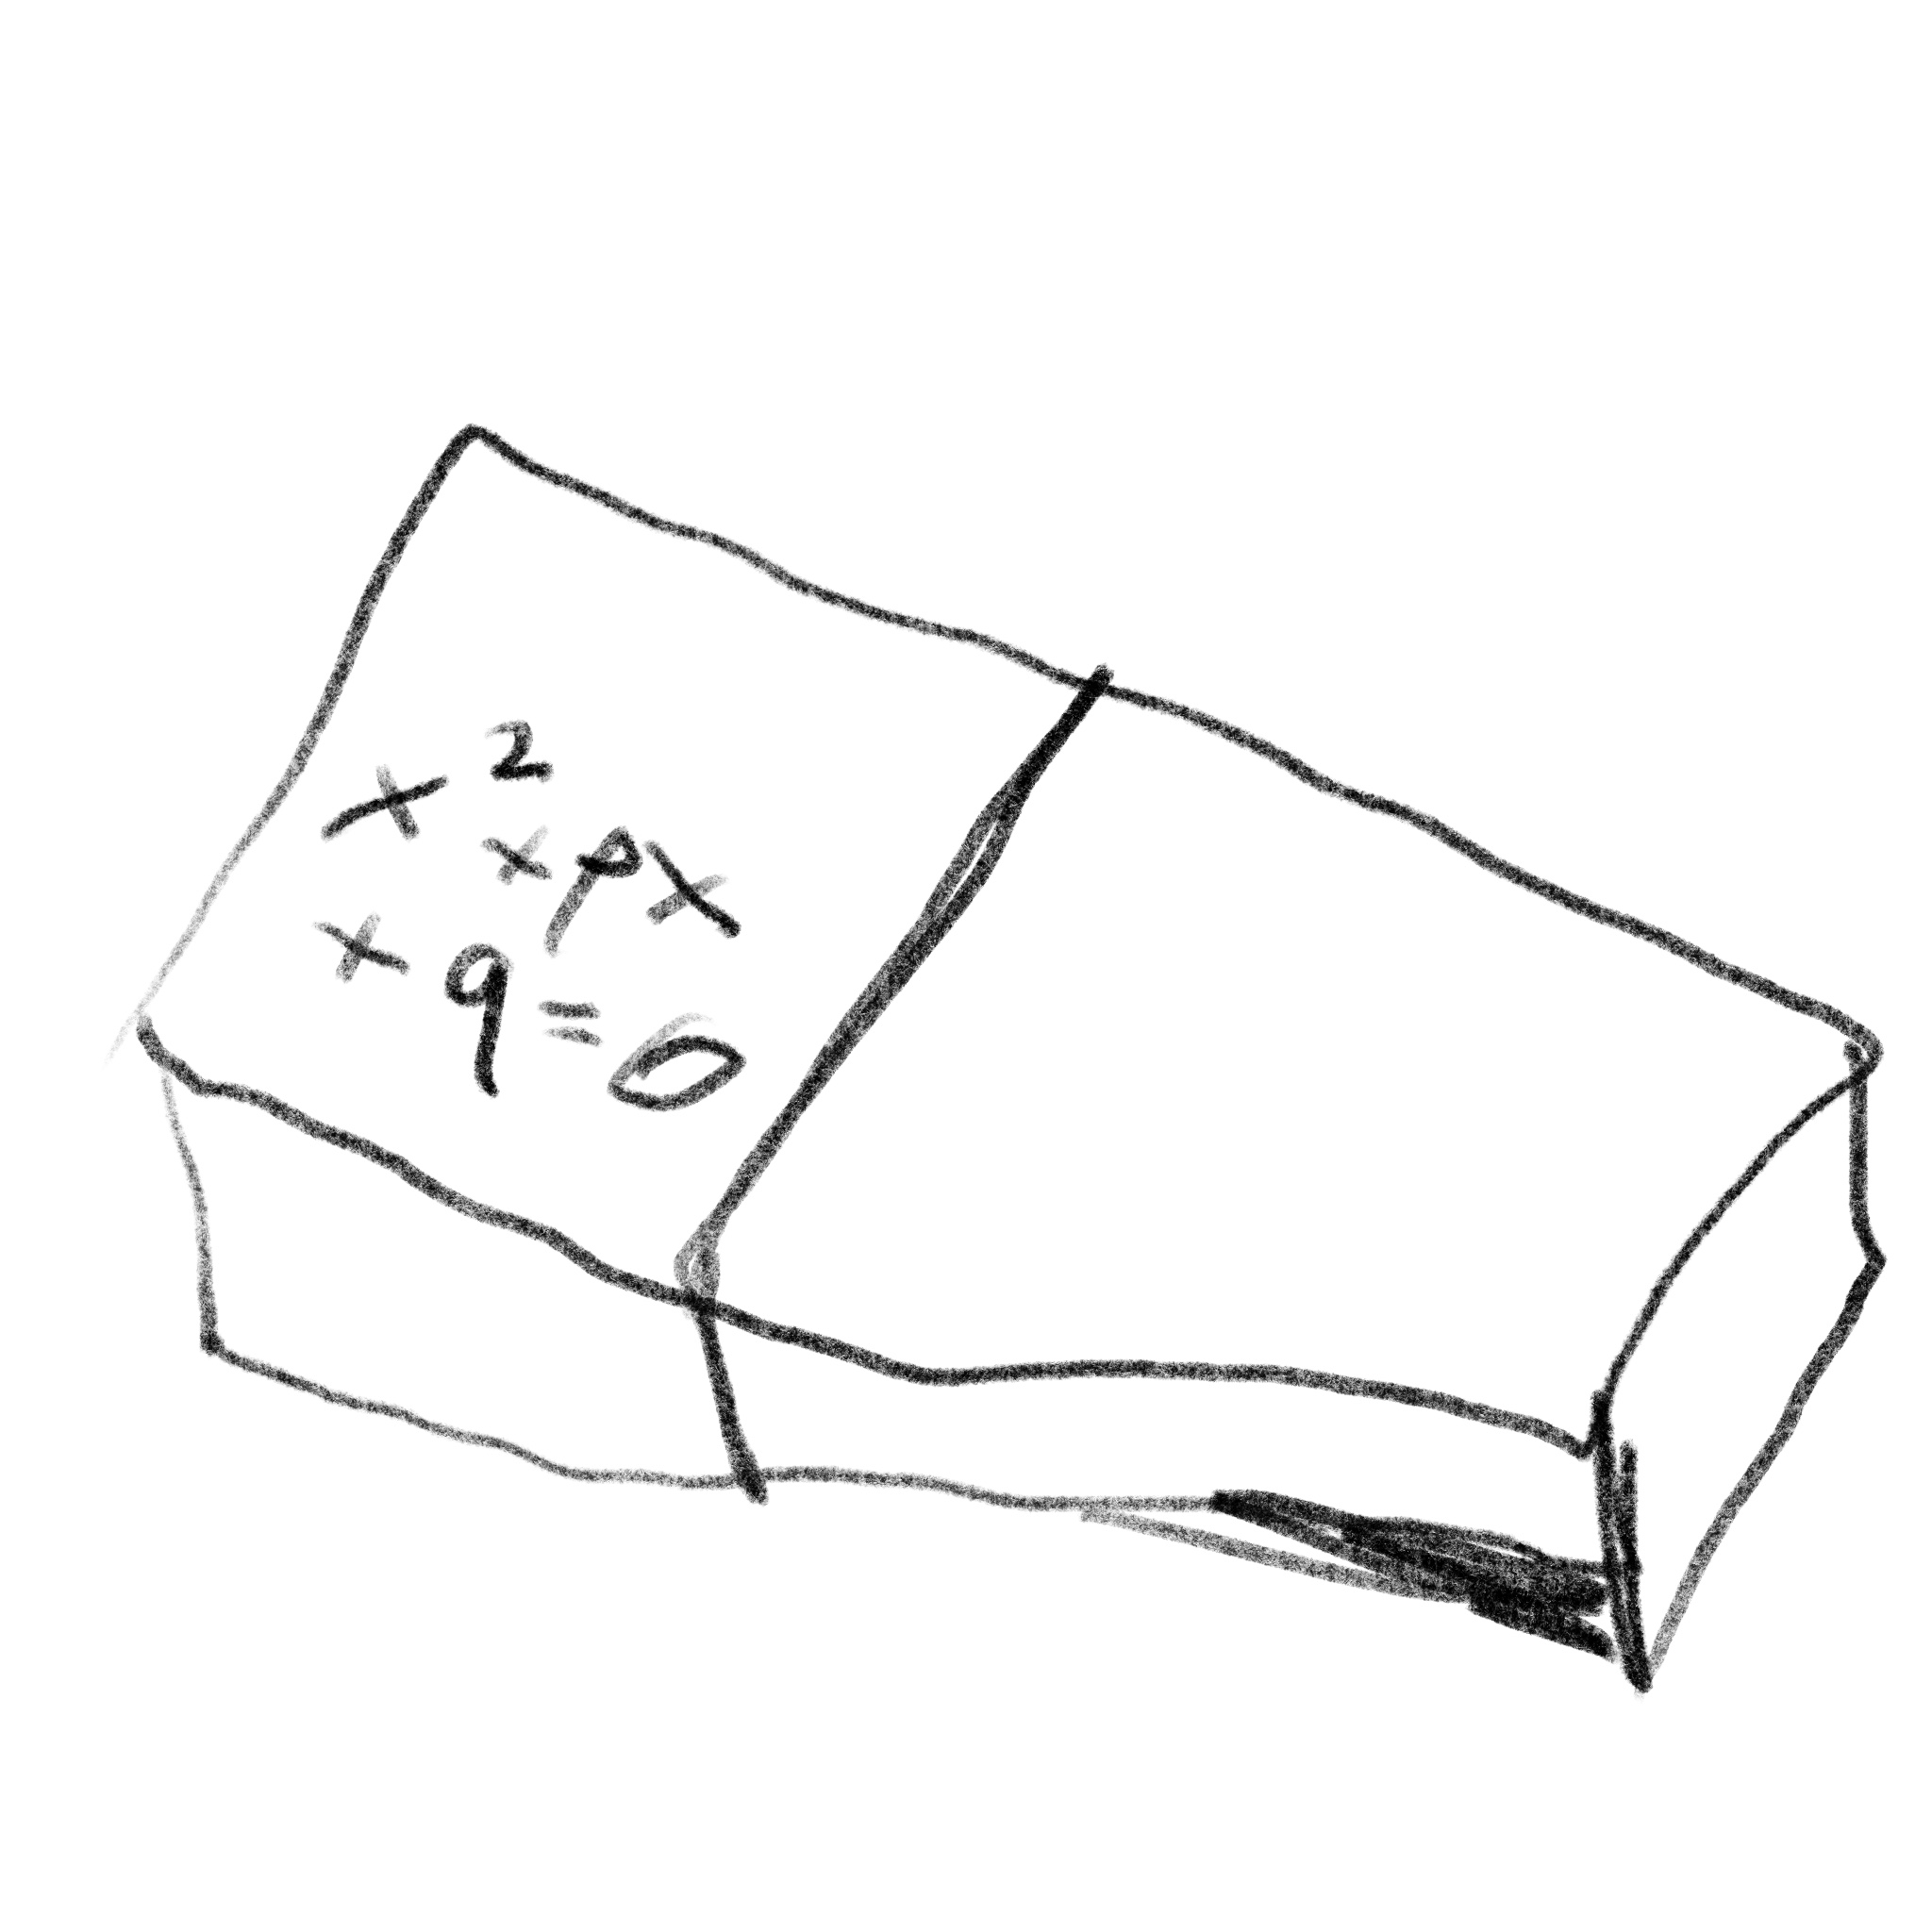 x² + px
+ q = 0